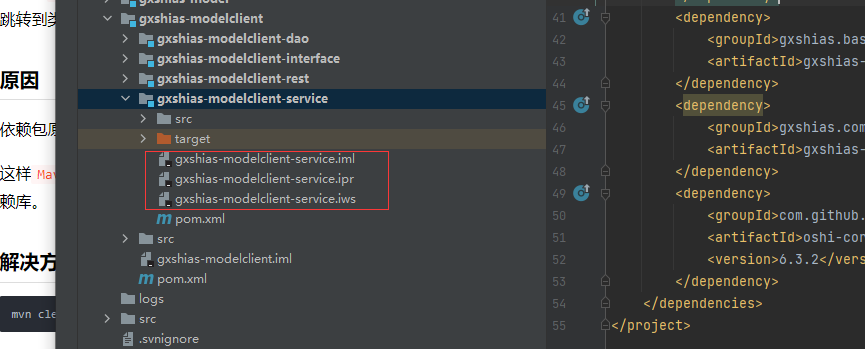 跳转到类
原因
依赖包原
这样 Mav
赖库。
解决方
mvn cle
gxshias-model
gxshias-modelclient
gxshias-modelclient-dao
gxshias-modelclient-interface
gxshias-modelclient-rest
gxshias-modelclient-service
src
target
gxshias-modelclient-service.iml
gxshias-modelclient-service.ipr
gxshias-modelclient-service.iws
pom.xml
src
gxshias-modelclient.iml
pom.xml
logs
src
.svnignore
41 <dependency>
42 <groupId>gxshias.bas
43 <artifactId>gxshias-
44 </dependency>
45 <dependency>
46 <groupId>gxshias.com
47 <artifactId>gxshias-
48 </dependency>
49 <dependency>
50 <groupId>com.github.
51 <artifactId>oshi-cor
52 <version>6.3.2</vers
53 </dependency>
54 </dependencies>
55 </project>